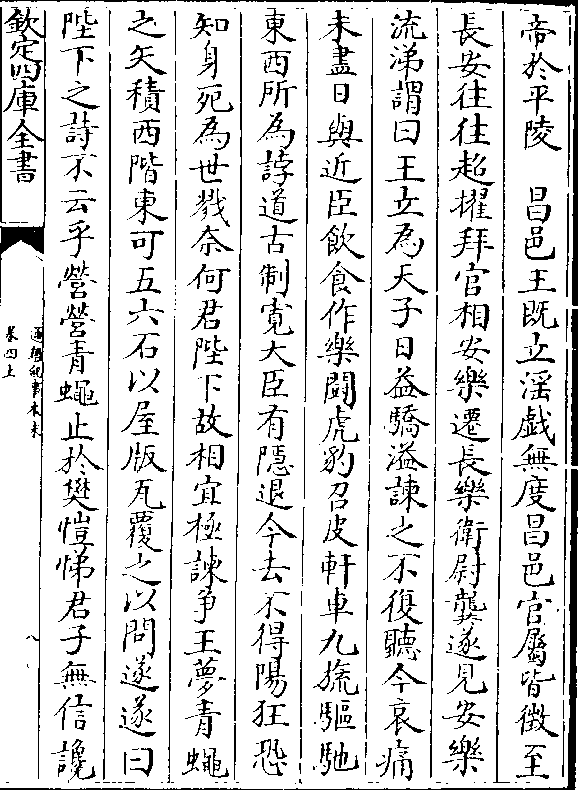 帝於平陵　昌邑王既立淫戲無度昌邑官屬皆徵至
長安往往超擢拜官相安樂遷長樂衛尉龔遂見安樂
流涕謂曰王立為天子日益驕溢諫之不復聽今哀痛
未盡日與近臣飲食作樂鬬虎豹召皮軒車九旒驅馳
東西所為誖道古制寛大臣有隱退今去不得陽狂恐
知身死為世戮奈何君陛下故相宜極諫爭王夢青蠅
之矢積西階東可五六石以屋版瓦覆之以問遂遂曰
陛下之詩不云乎營營青蠅止於樊愷悌君子無信讒
欽定四庫全書
通鑑紀事本末
卷四上
八